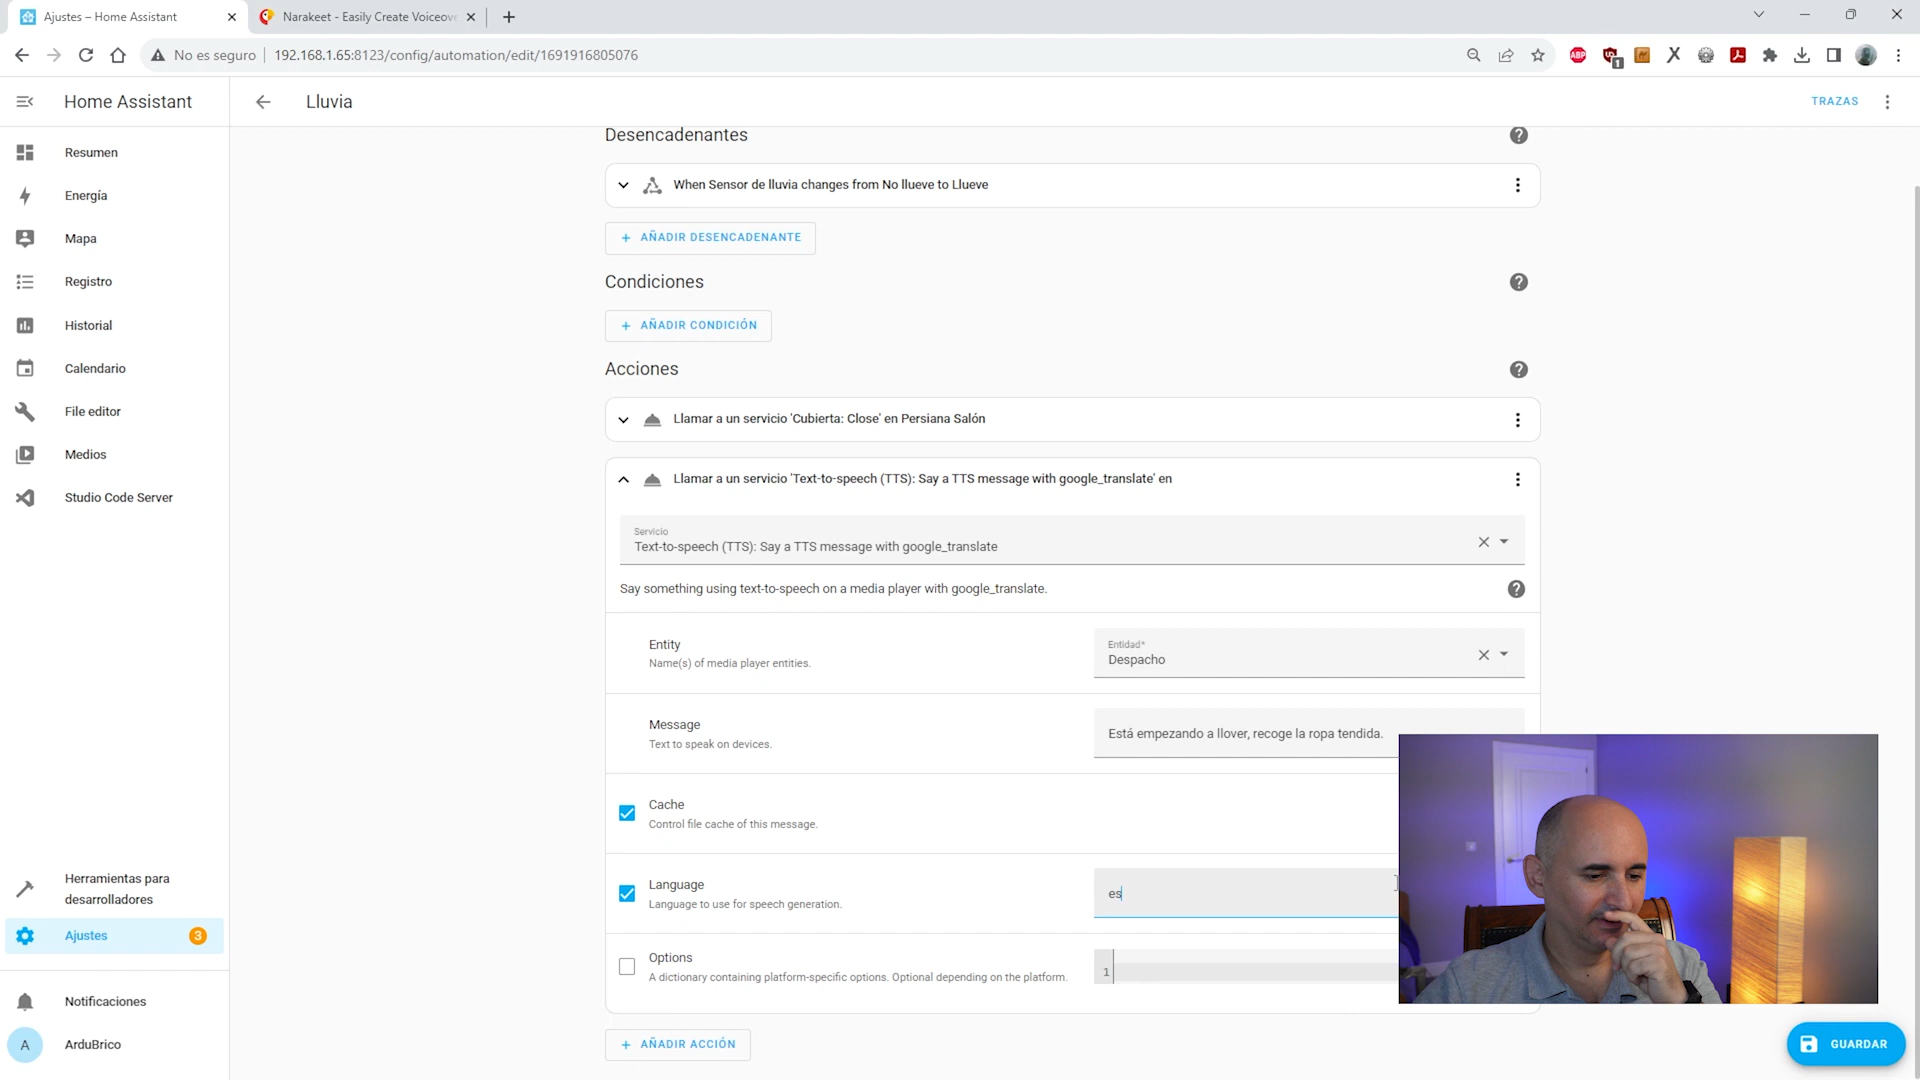 Ajustes – Home Assistant
Narakeet - Easily Create Voiceove
No es seguro
192.168.1.65:8123/config/automation/edit/1691916805076
ABP
1
Home Assistant
Lluvia
TRAZAS
Resumen
Energía
Mapa
Registro
Historial
Calendario
File editor
Medios
Studio Code Server
Herramientas para
desarrolladores
Ajustes
3
Notificaciones
A
ArduBrico
Desencadenantes
When Sensor de lluvia changes from No llueve to Llueve
AÑADIR DESENCADENANTE
Condiciones
AÑADIR CONDICIÓN
Acciones
Llamar a un servicio 'Cubierta: Close' en Persiana Salón
Llamar a un servicio 'Text-to-speech (TTS): Say a TTS message with google_translate' en
Servicio
Text-to-speech (TTS): Say a TTS message with google_translate
Say something using text-to-speech on a media player with google_translate.
Entity
Name(s) of media player entities.
Entidad*
Despacho
Message
Text to speak on devices.
Está empezando a llover, recoge la ropa tendida.
Cache
Control file cache of this message.
Language
Language to use for speech generation.
es
Options
A dictionary containing platform-specific options. Optional depending on the platform.
1
AÑADIR ACCIÓN
GUARDAR